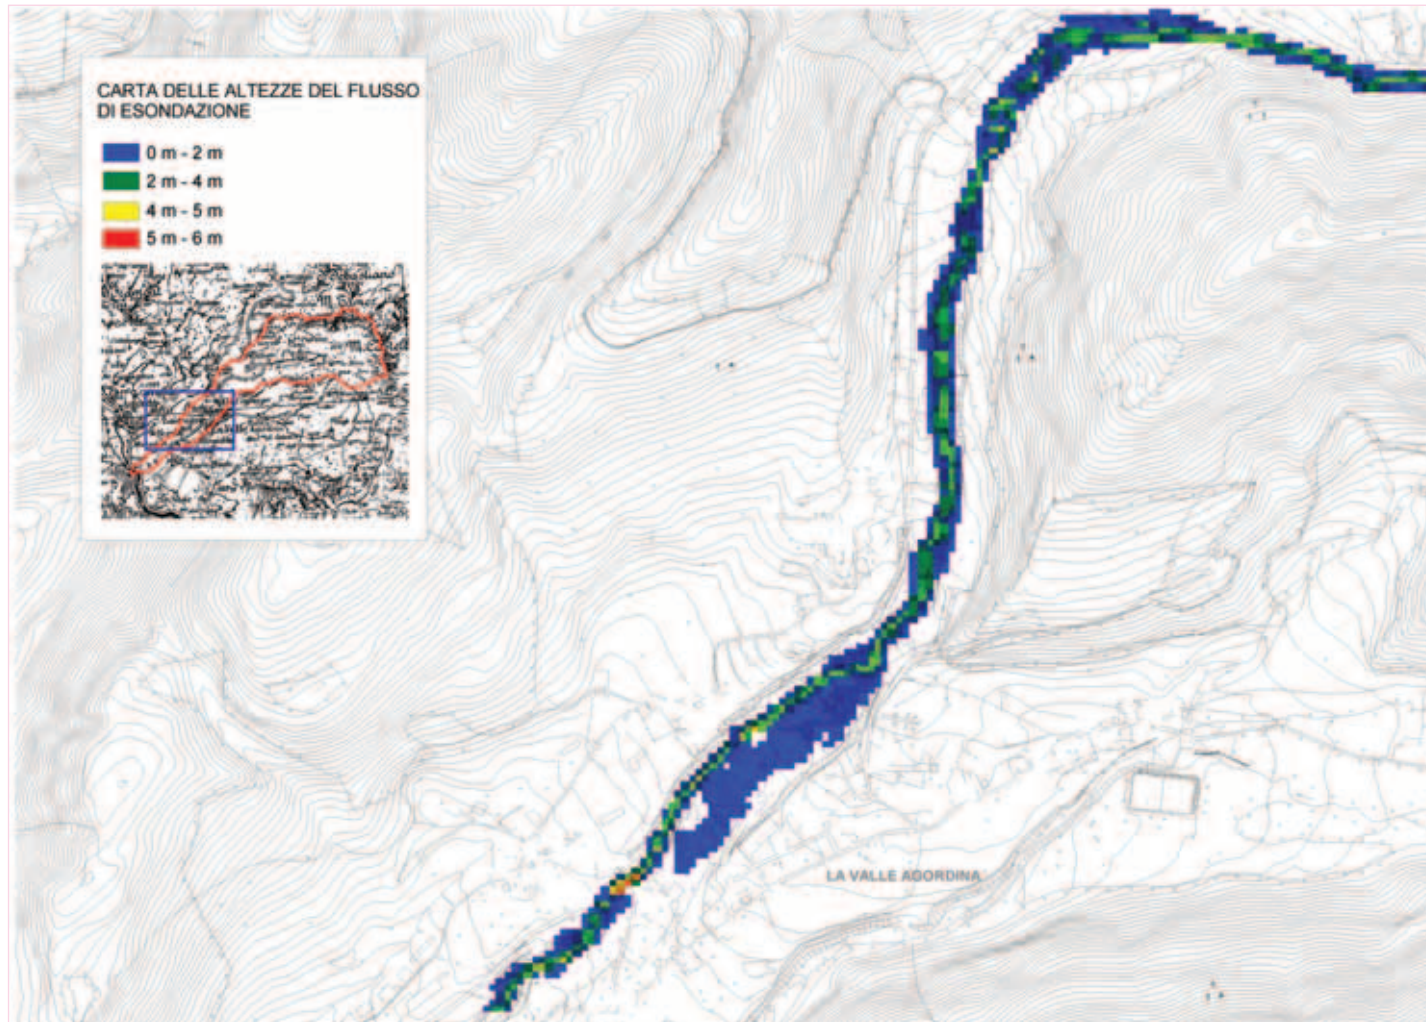 CARTA DELLE ALTEZZE DEL FLUSSO
DI ESONDAZIONE
0 m - 2 m
2 m - 4 m
4 m - 5 m
5 m - 6 m
LA VALLE AGORDINA